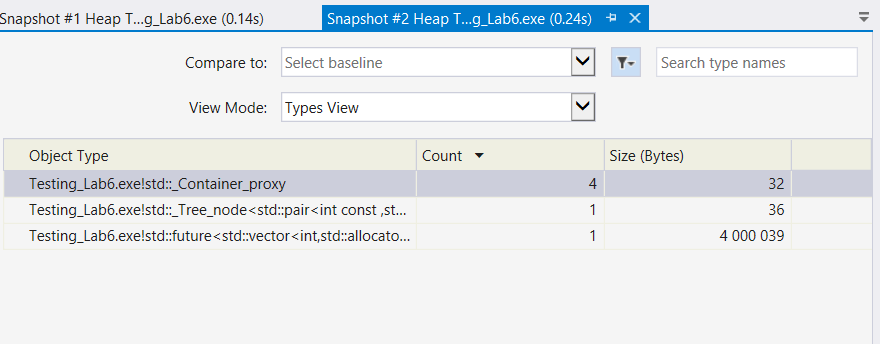 Snapshot #1 Heap T...g_Lab6.exe (0.14s) Snapshot #2 Heap T...g_Lab6.exe (0.24s)
Compare to: Select baseline Search type names
View Mode: Types View
Object Type Count Size (Bytes)
Testing_Lab6.exe!std::_Container_proxy 4 32
Testing_Lab6.exe!std::_Tree_node<std::pair<int const ,st... 1 36
Testing_Lab6.exe!std::future<std::vector<int,std::allocato... 1 4 000 039